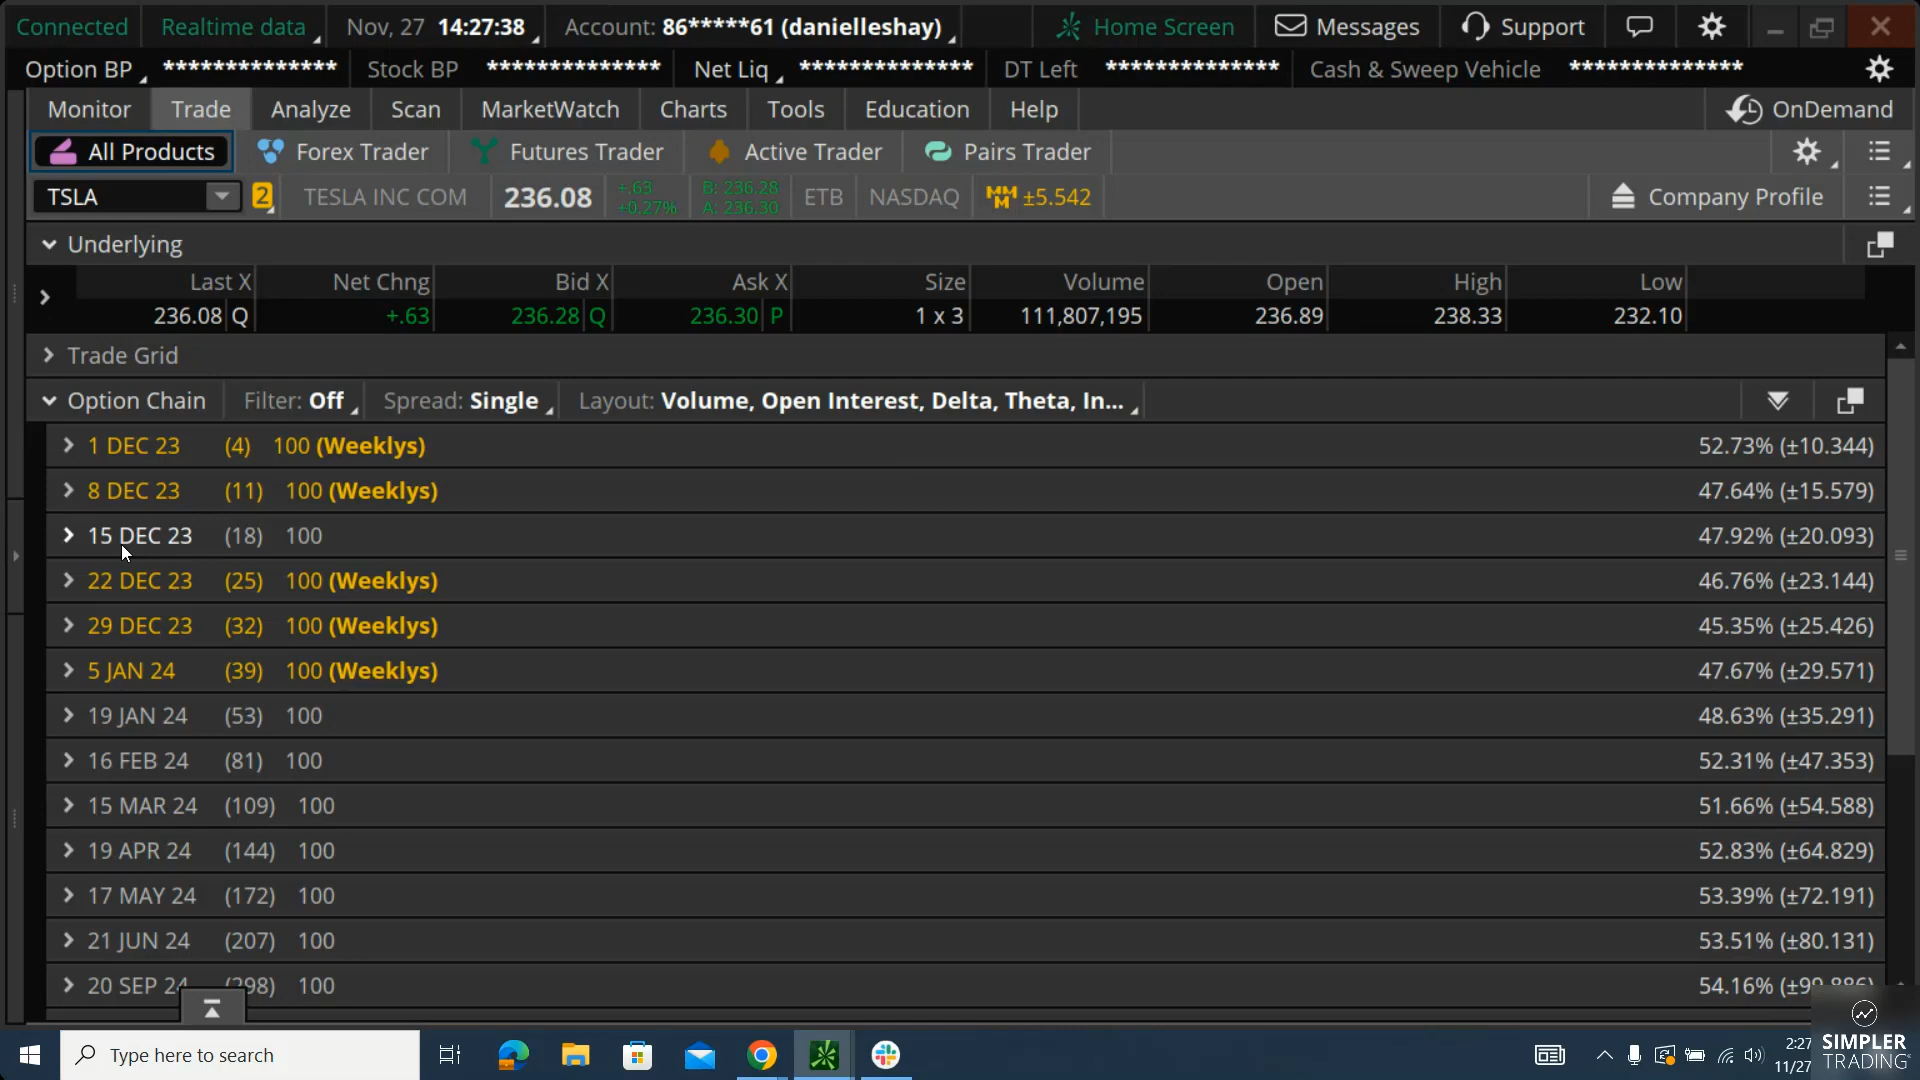 Connected Realtime data Nov, 27 14:27:38 Account: 86*****61 (danielleshay) Home Screen Messages Support
Option BP ************** Stock BP ************** Net Liq ************** DT Left ************** Cash & Sweep Vehicle **************
Monitor Trade Analyze Scan MarketWatch Charts Tools Education Help OnDemand
All Products Forex Trader Futures Trader Active Trader Pairs Trader
TSLA 2 TESLA INC COM 236.08 +.63 +0.27% B: 236.28 A: 236.30 ETB NASDAQ MM ±5.542 Company Profile
Underlying
Last X Net Chng Bid X Ask X Size Volume Open High Low
236.08 Q +.63 236.28 Q 236.30 P 1 x 3 111,807,195 236.89 238.33 232.10
Trade Grid
Option Chain Filter: Off Spread: Single Layout: Volume, Open Interest, Delta, Theta, In...
1 DEC 23 (4) 100 (Weeklys) 52.73% (±10.344)
8 DEC 23 (11) 100 (Weeklys) 47.64% (±15.579)
15 DEC 23 (18) 100 47.92% (±20.093)
22 DEC 23 (25) 100 (Weeklys) 46.76% (±23.144)
29 DEC 23 (32) 100 (Weeklys) 45.35% (±25.426)
5 JAN 24 (39) 100 (Weeklys) 47.67% (±29.571)
19 JAN 24 (53) 100 48.63% (±35.291)
16 FEB 24 (81) 100 52.31% (±47.353)
15 MAR 24 (109) 100 51.66% (±54.588)
19 APR 24 (144) 100 52.83% (±64.829)
17 MAY 24 (172) 100 53.39% (±72.191)
21 JUN 24 (207) 100 53.51% (±80.131)
20 SEP 24 100 54.16%
Type here to search 2:27
11/27
SIMPLER
TRADING